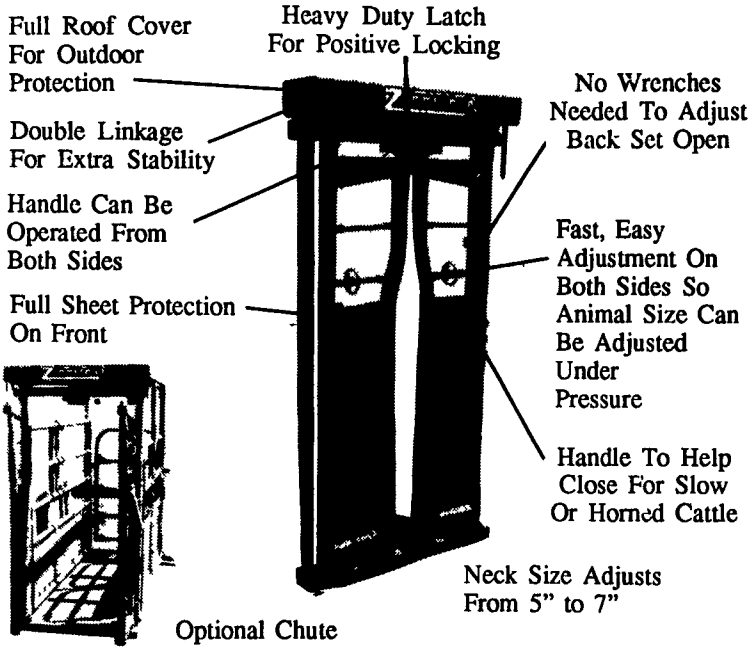 Full Roof Cover
For Outdoor
Protection
Heavy Duty Latch
For Positive Locking
No Wrenches
Needed To Adjust
Back Set Open
Double Linkage
For Extra Stability
Handle Can Be
Operated From
Both Sides
Fast, Easy
Adjustment On
Both Sides So
Animal Size Can
Be Adjusted
Under
Pressure
Full Sheet Protection
On Front
Handle To Help
Close For Slow
Or Horned Cattle
Neck Size Adjusts
From 5" to 7"
Optional Chute